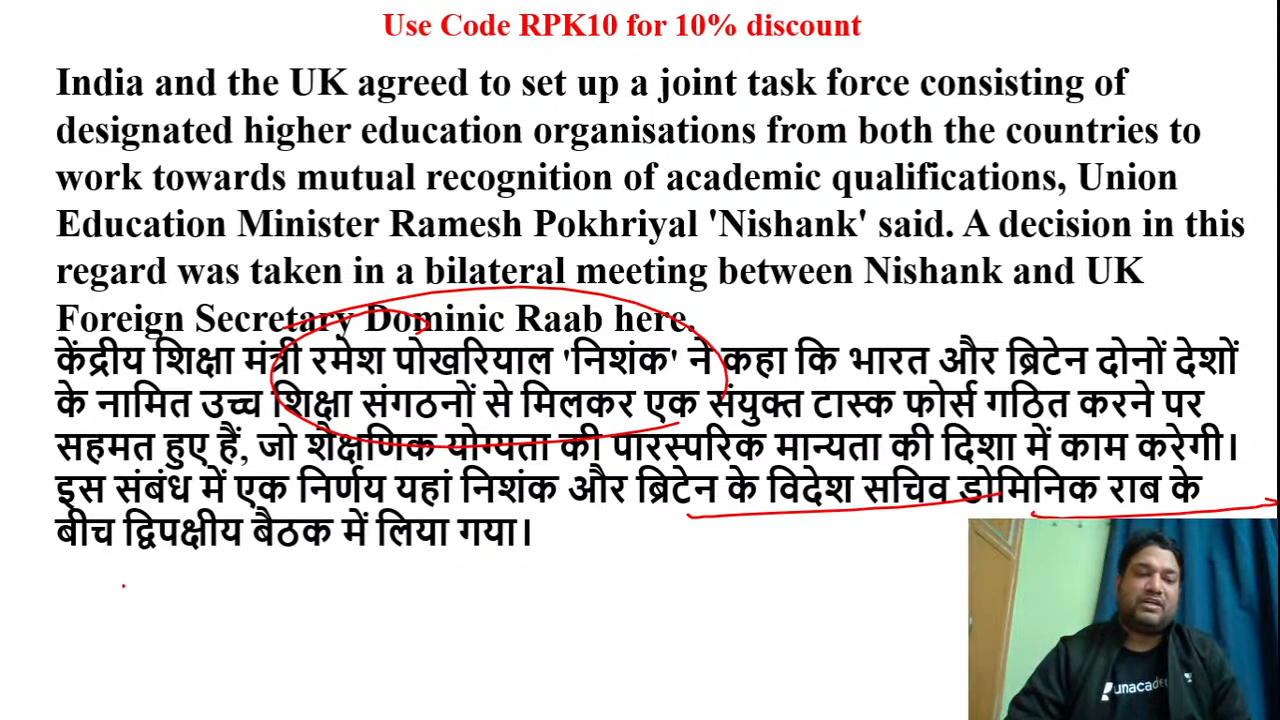 Use Code RPK10 for 10% discount
India and the UK agreed to set up a joint task force consisting of
designated higher education organisations from both the countries to
work towards mutual recognition of academic qualifications, Union
Education Minister Ramesh Pokhriyal 'Nishank' said. A decision in this
regard was taken in a bilateral meeting between Nishank and UK
Foreign Secretary Dominic Raab here.
केंद्रीय शिक्षा मंत्री रमेश पोखरियाल 'निशंक' ने कहा कि भारत और ब्रिटेन दोनों देशों
के नामित उच्च शिक्षा संगठनों से मिलकर एक संयुक्त टास्क फोर्स गठित करने पर
सहमत हुए हैं, जो शैक्षणिक योग्यता की पारस्परिक मान्यता की दिशा में काम करेगी।
इस संबंध में एक निर्णय यहां निशंक और ब्रिटेन के विदेश सचिव डोमिनिक राब के
बीच द्विपक्षीय बैठक में लिया गया।